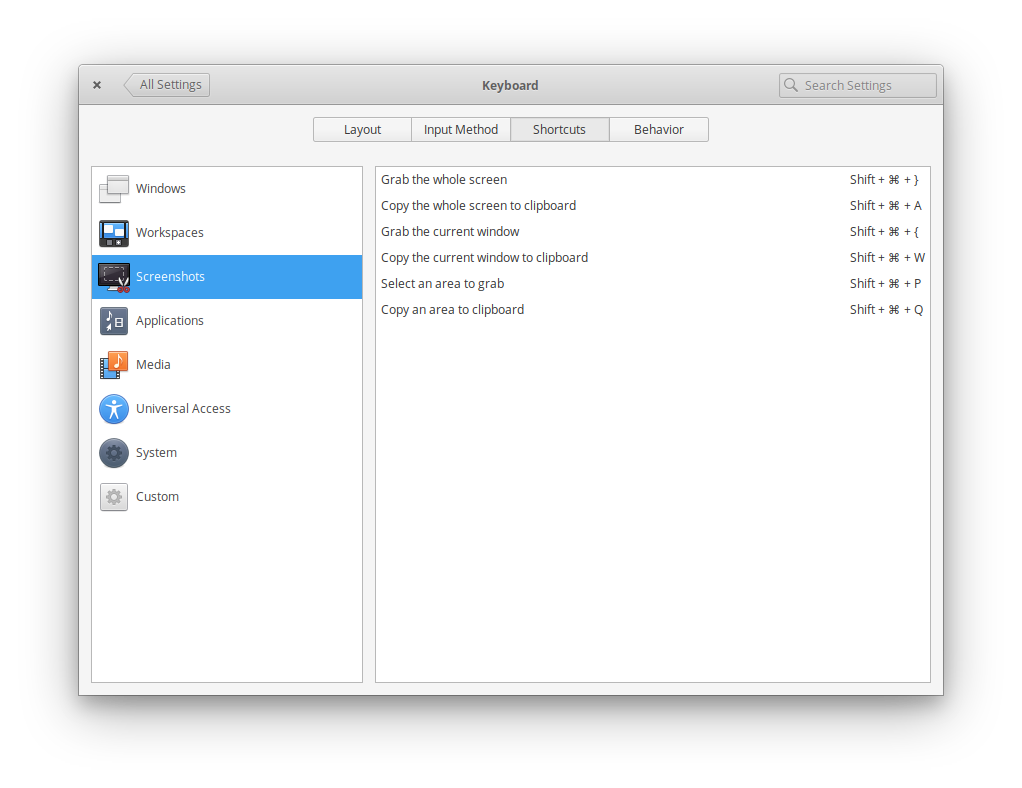 All Settings
Keyboard
Search Settings
Layout
Input Method
Shortcuts
Behavior
Windows
Workspaces
Screenshots
Applications
Media
Universal Access
System
Custom
Grab the whole screen Shift + ⌘ + }
Copy the whole screen to clipboard Shift + ⌘ + A
Grab the current window Shift + ⌘ + {
Copy the current window to clipboard Shift + ⌘ + W
Select an area to grab Shift + ⌘ + P
Copy an area to clipboard Shift + ⌘ + Q